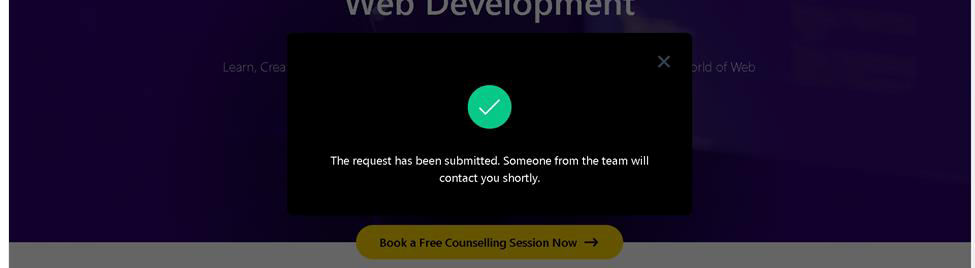 Web Development
Learn, Crea
orld of Web
The request has been submitted. Someone from the team will
contact you shortly.
Book a Free Counselling Session Now